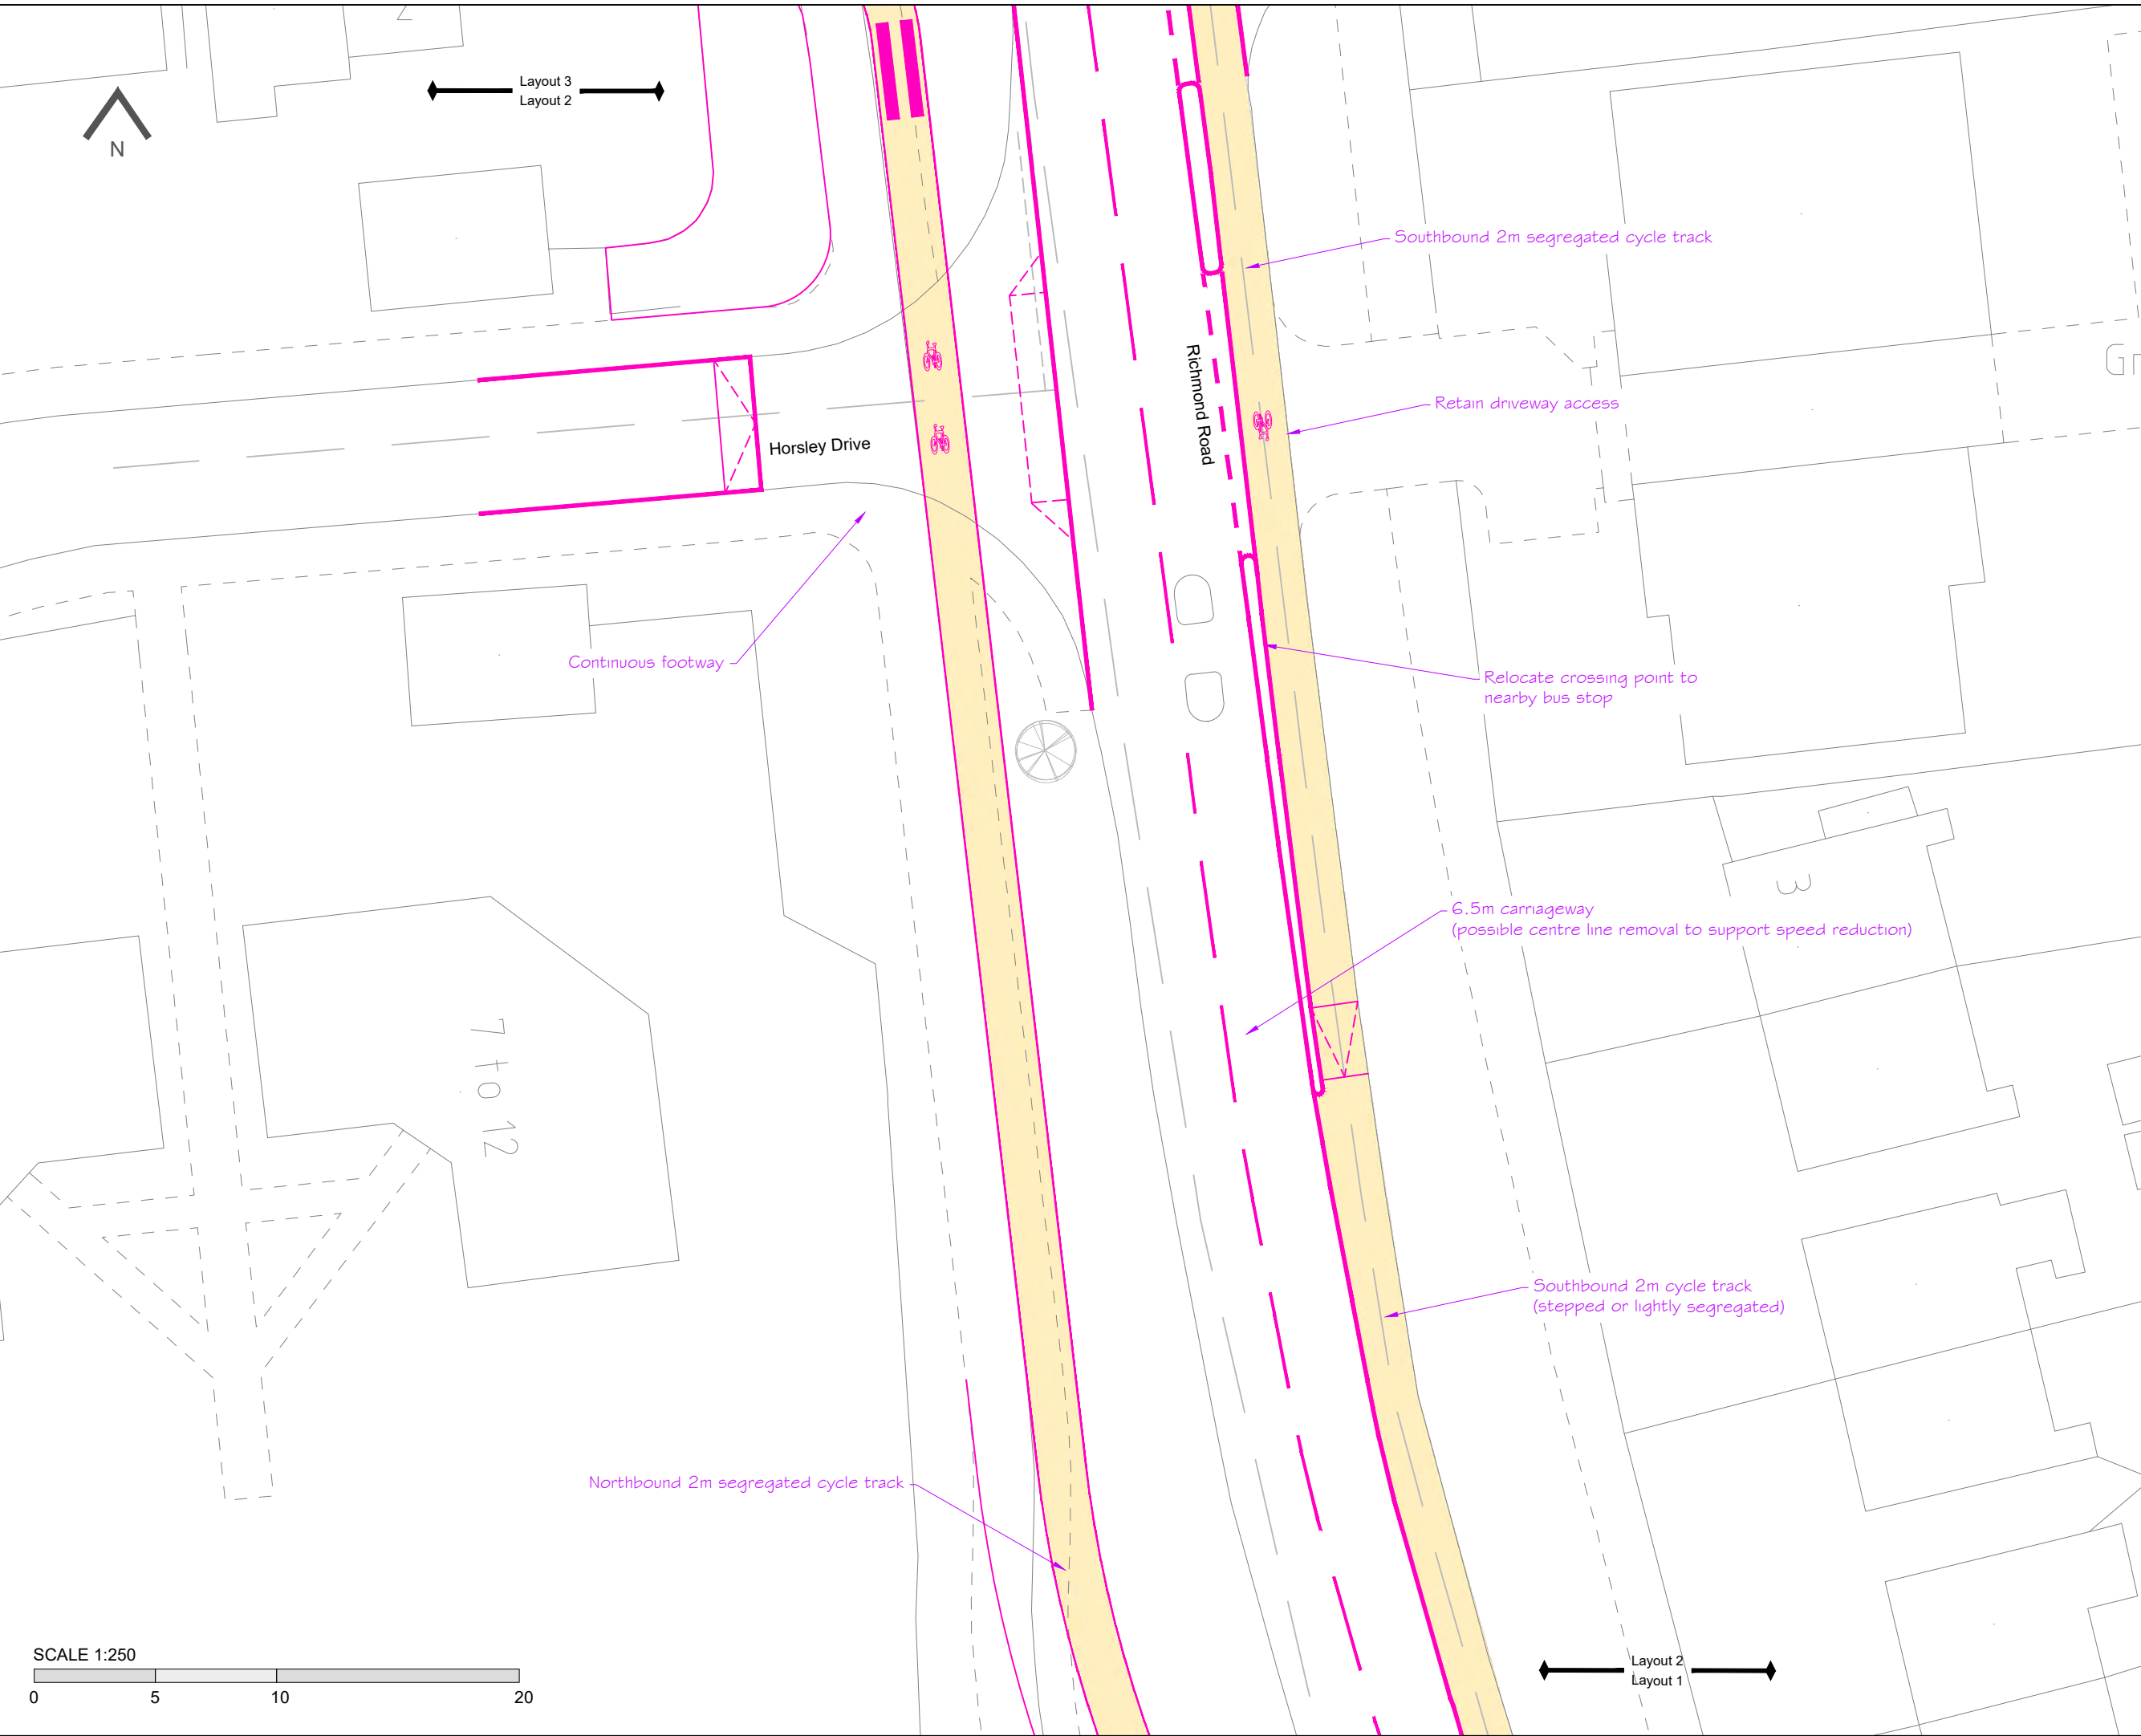 Layout 3
Layout 2
N
Southbound 2m segregated cycle track
Richmond Road
Retain driveway access
Horsley Drive
Continuous footway
Relocate crossing point to
nearby bus stop
3
6.5m carriageway
(possible centre line removal to support speed reduction)
7 to 12
Southbound 2m cycle track
(stepped or lightly segregated)
Northbound 2m segregated cycle track
SCALE 1:250
0 5 10 20
Layout 2
Layout 1